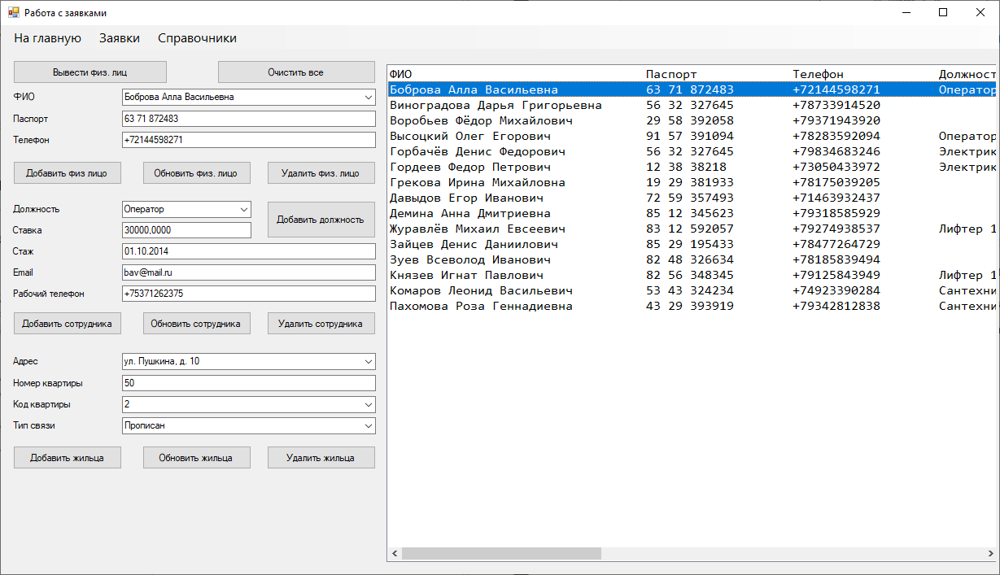 Работа с заявками
На главную Заявки Справочники
Вывести физ. лиц Очистить все
ФИО Боброва Алла Васильевна
Паспорт 63 71 872483
Телефон +72144598271
Добавить физ лицо Обновить физ. лицо Удалить физ. лицо
Должность Оператор Добавить должность
Ставка 30000,0000
Стаж 01.10.2014
Email bav@mail.ru
Рабочий телефон +75371262375
Добавить сотрудника Обновить сотрудника Удалить сотрудника
Адрес ул. Пушкина, д. 10
Номер квартиры 50
Код квартиры 2
Тип связи Прописан
Добавить жильца Обновить жильца Удалить жильца
ФИО Паспорт Телефон Должност
Боброва Алла Васильевна 63 71 872483 +72144598271 Оператор
Виноградова Дарья Григорьевна 56 32 327645 +78733914520
Воробьев Фёдор Михайлович 29 58 392058 +79371943920
Высоцкий Олег Егорович 91 57 391094 +78283592094 Оператор
Горбачёв Денис Федорович 56 32 327645 +79834683246 Электрик
Гордеев Федор Петрович 12 38 38218 +73050433972 Электрик
Грекова Ирина Михайловна 19 29 381933 +78175039205
Давыдов Егор Иванович 72 59 357493 +71463932437
Демина Анна Дмитриевна 85 12 345623 +79318585929
Журавлёв Михаил Евсеевич 83 12 592057 +79274938537 Лифтер 1
Зайцев Денис Даниилович 85 29 195433 +78477264729
Зуев Всеволод Иванович 82 48 326634 +78185839494
Князев Игнат Павлович 82 56 348345 +79125843949 Лифтер 1
Комаров Леонид Васильевич 53 43 324234 +74923390284 Сантехни
Пахомова Роза Геннадиевна 43 29 393919 +79342812838 Сантехни